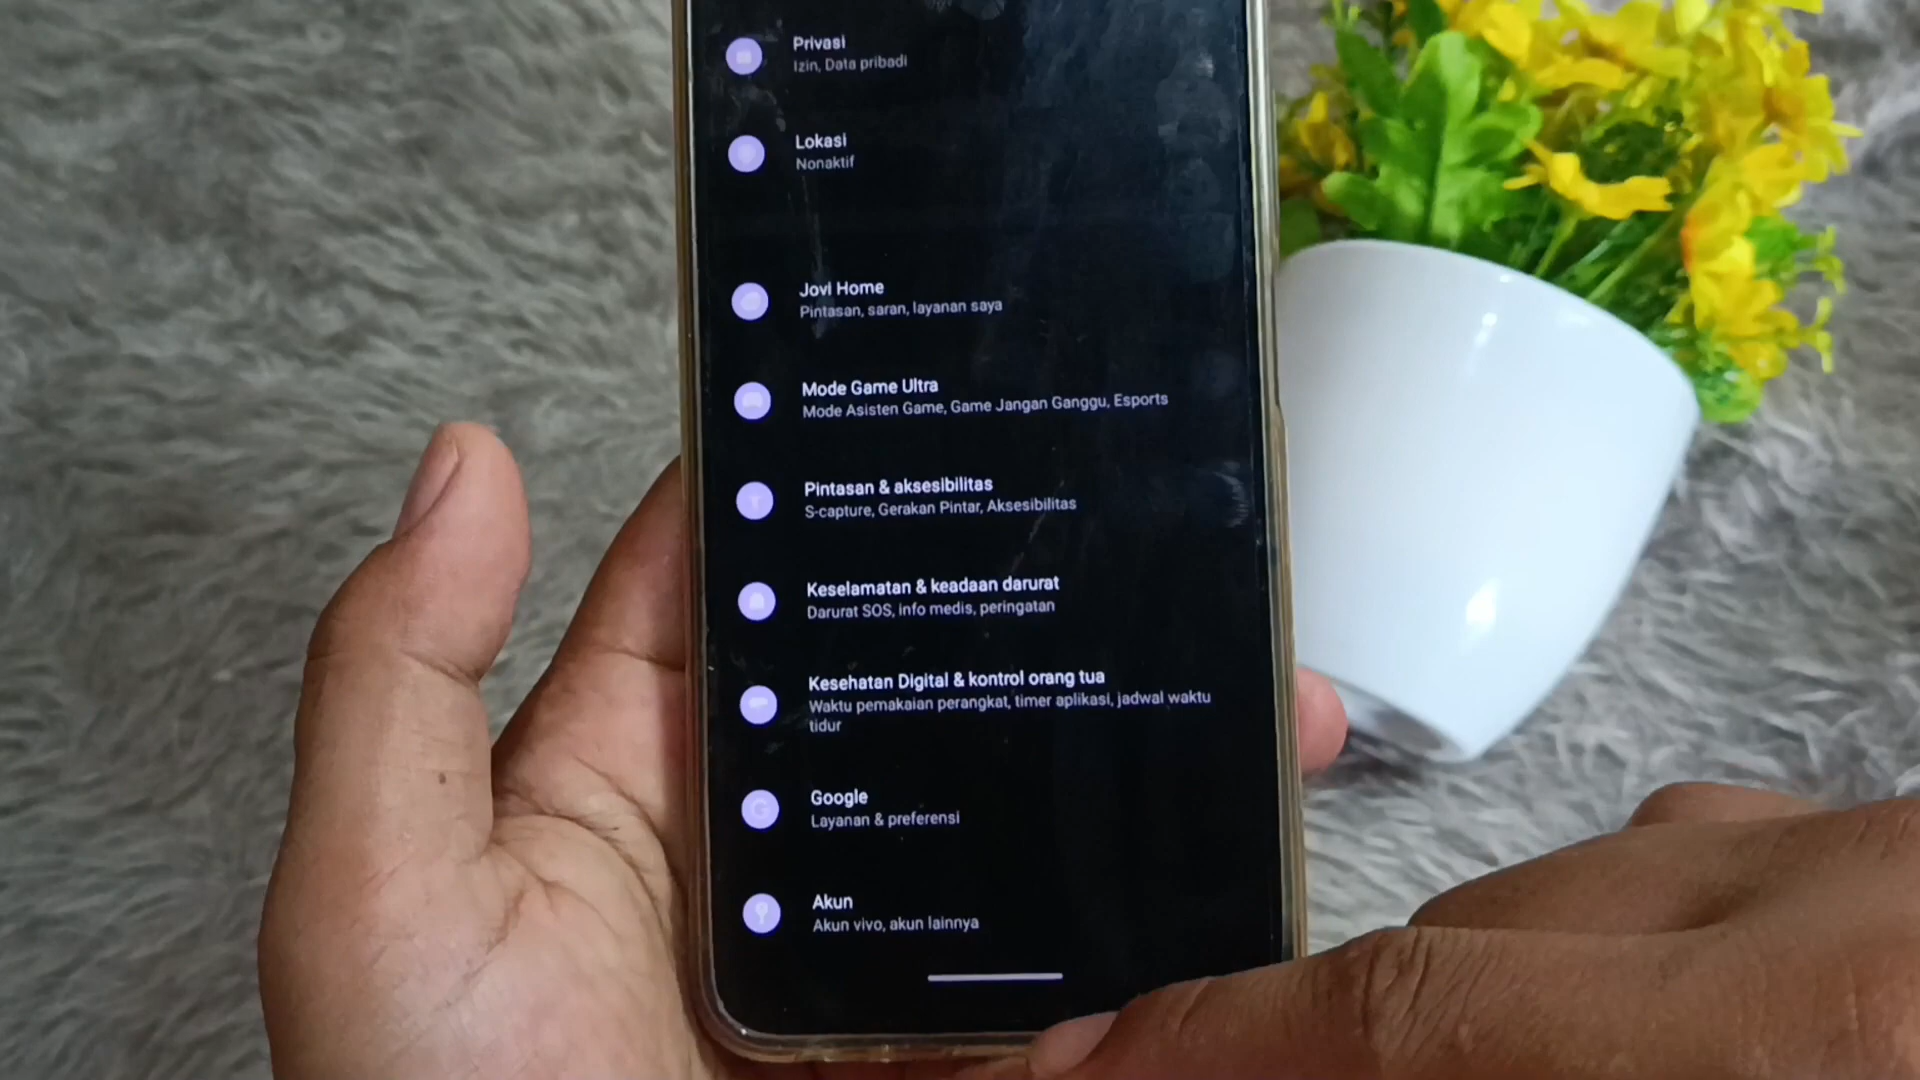 Privasi
Izin, Data pribadi
Lokasi
Nonaktif
Jovi Home
Pintasan, saran, layanan saya
Mode Game Ultra
Mode Asisten Game, Game Jangan Ganggu, Esports
Pintasan & aksesibilitas
S-capture, Gerakan Pintar, Aksesibilitas
Keselamatan & keadaan darurat
Darurat SOS, info medis, peringatan
Kesehatan Digital & kontrol orang tua
Waktu pemakaian perangkat, timer aplikasi, jadwal waktu
tidur
Google
Layanan & preferensi
Akun
Akun vivo, akun lainnya